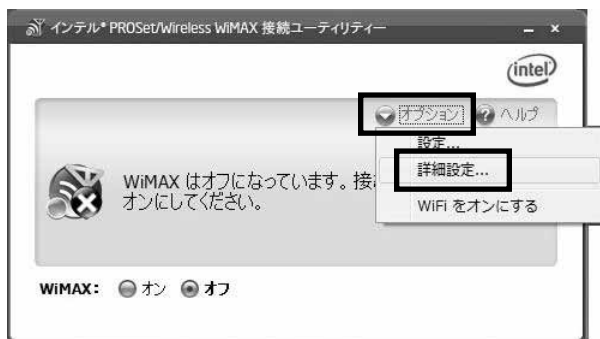 インテル® PROSet/Wireless WiMAX 接続ユーティリティー
intel
オプション ヘルプ
設定...
詳細設定...
WiFi をオンにする
WiMAX はオフになっています。接
オンにしてください。
WiMAX: オン オフ